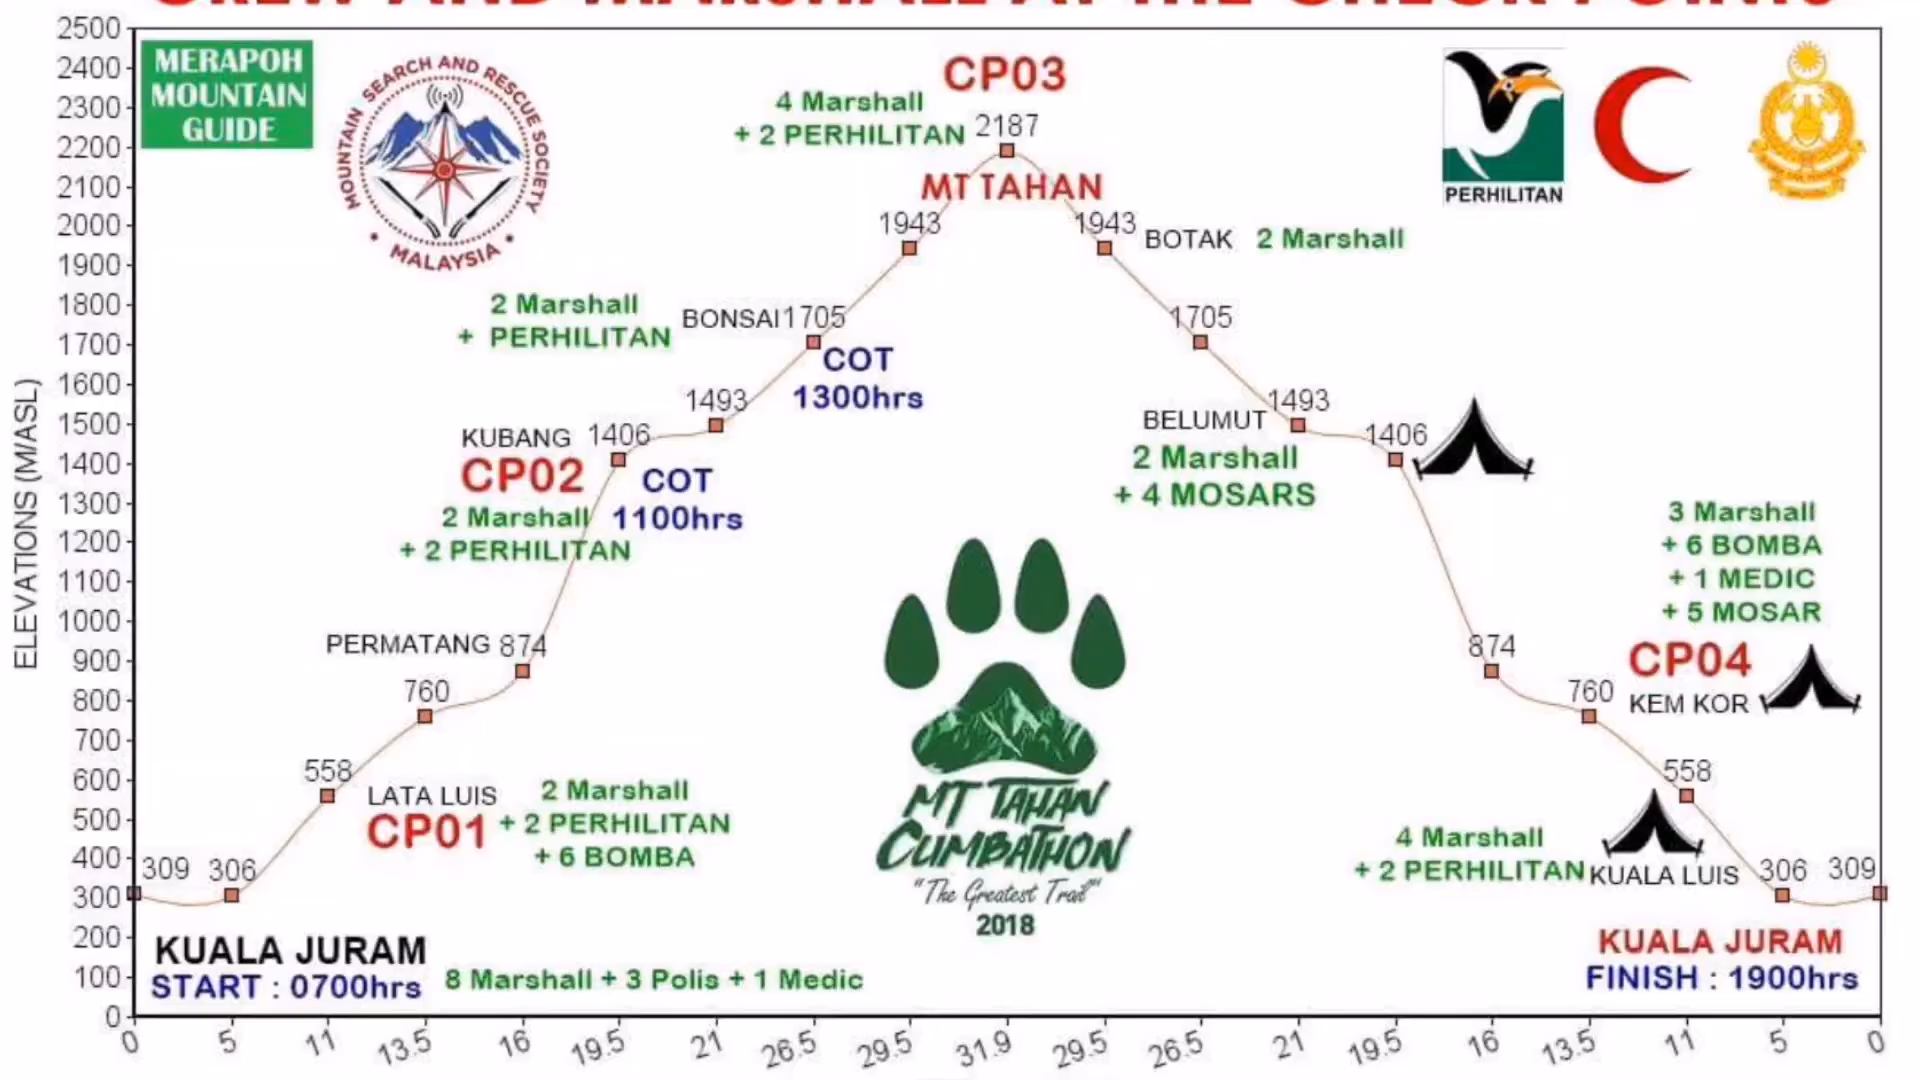 CREW AND MARSHALL AT THE CHECK POINTS
MERAPOH
MOUNTAIN
GUIDE
MOUNTAIN SEARCH AND RESCUE SOCIETY
• MALAYSIA •
CP03
4 Marshall
+ 2 PERHILITAN
2187
MT TAHAN
PERHILITAN
1943
1943
BOTAK
2 Marshall
2 Marshall
+ PERHILITAN
BONSAI
1705
COT
1300hrs
1705
1493
KUBANG
1406
CP02
COT
1100hrs
2 Marshall
+ 2 PERHILITAN
BELUMUT
1493
2 Marshall
+ 4 MOSARS
1406
3 Marshall
+ 6 BOMBA
+ 1 MEDIC
+ 5 MOSAR
CP04
KEM KOR
PERMATANG
874
760
874
760
558
LATA LUIS
CP01
2 Marshall
+ 2 PERHILITAN
+ 6 BOMBA
MT TAHAN
CLIMBATHON
"The Greatest Trail"
2018
558
4 Marshall
+ 2 PERHILITAN
KUALA LUIS
309
306
306
309
KUALA JURAM
START : 0700hrs
8 Marshall + 3 Polis + 1 Medic
KUALA JURAM
FINISH : 1900hrs
ELEVATIONS (M/ASL)
2500
2400
2300
2200
2100
2000
1900
1800
1700
1600
1500
1400
1300
1200
1100
1000
900
800
700
600
500
400
300
200
100
0
0 5 11 13.5 16 19.5 21 26.5 29.5 31.9 29.5 26.5 21 19.5 16 13.5 11 5 0